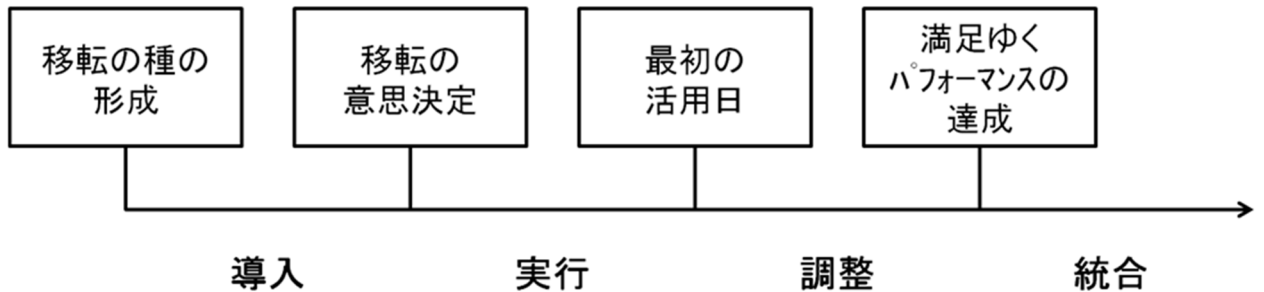 移転の種の
形成
移転の
意思決定
最初の
活用日
満足ゆく
ﾊﾟﾌｫｰﾏﾝｽの
達成
導入
実行
調整
統合